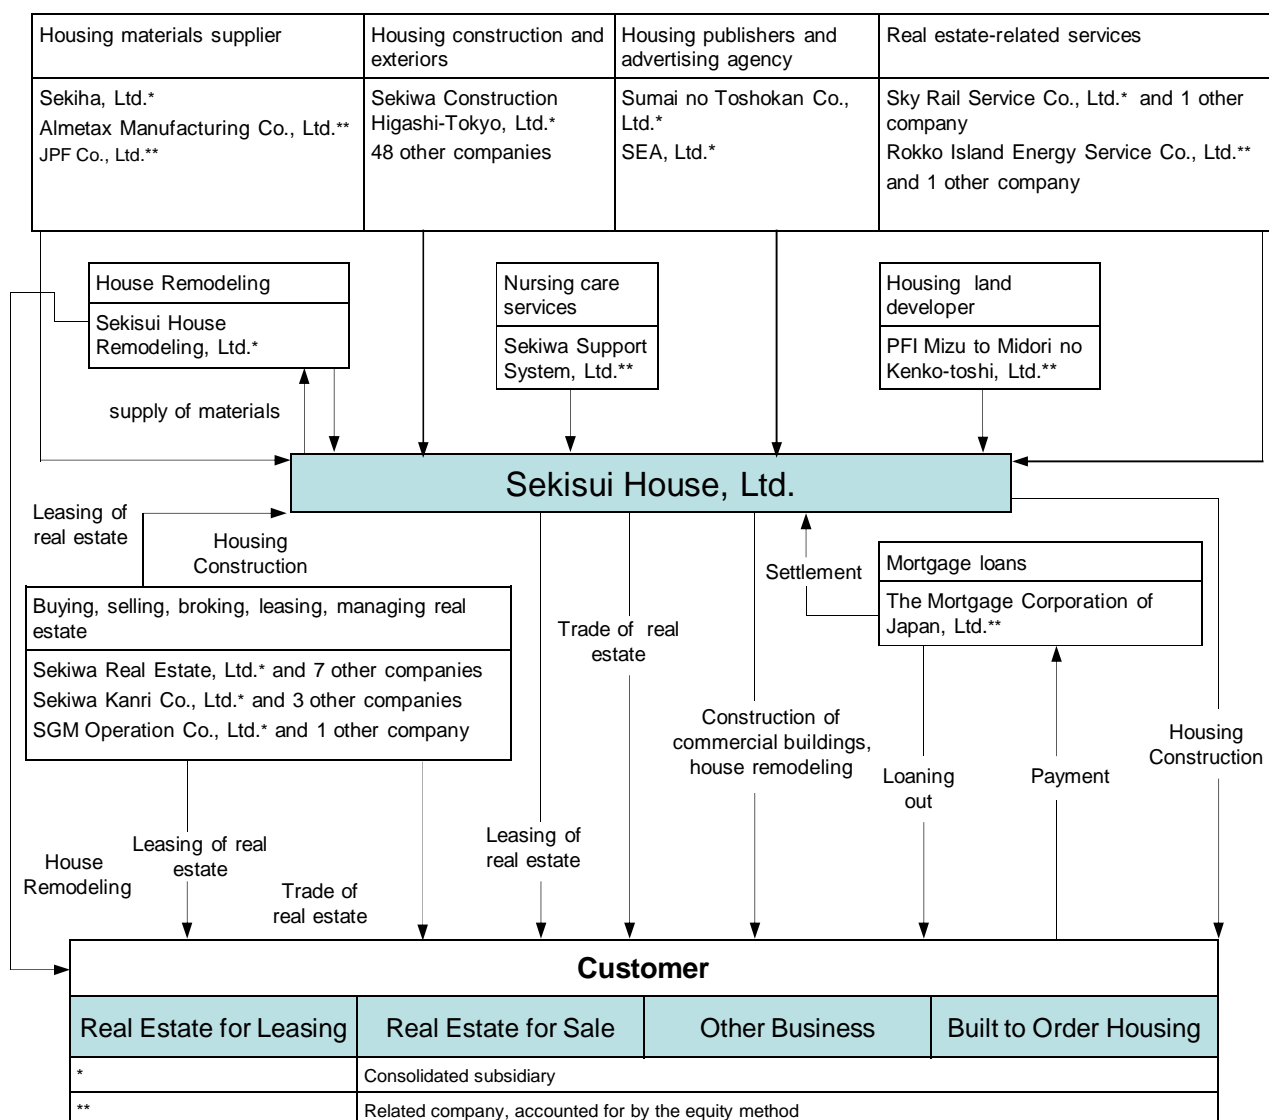 Housing materials supplier
Housing construction and
exteriors
Housing publishers and
advertising agency
Real estate-related services
Sekiha, Ltd.*
Almetax Manufacturing Co., Ltd.**
JPF Co., Ltd.**
Sekiwa Construction
Higashi-Tokyo, Ltd.*
48 other companies
Sumai no Toshokan Co.,
Ltd.*
SEA, Ltd.*
Sky Rail Service Co., Ltd.* and 1 other
company
Rokko Island Energy Service Co., Ltd.**
and 1 other company
House Remodeling
Sekisui House
Remodeling, Ltd.*
Nursing care
services
Sekiwa Support
System, Ltd.**
Housing land
developer
PFI Mizu to Midori no
Kenko-toshi, Ltd.**
supply of materials
Sekisui House, Ltd.
Leasing of
real estate
Housing
Construction
Buying, selling, broking, leasing, managing real
estate
Sekiwa Real Estate, Ltd.* and 7 other companies
Sekiwa Kanri Co., Ltd.* and 3 other companies
SGM Operation Co., Ltd.* and 1 other company
Settlement
Mortgage loans
The Mortgage Corporation of
Japan, Ltd.**
Trade of real
estate
Construction of
commercial buildings,
house remodeling
Loaning
out
Payment
Housing
Construction
House
Remodeling
Leasing of real
estate
Trade of
real estate
Leasing of
real estate
Customer
Real Estate for Leasing
Real Estate for Sale
Other Business
Built to Order Housing
*
Consolidated subsidiary
**
Related company, accounted for by the equity method